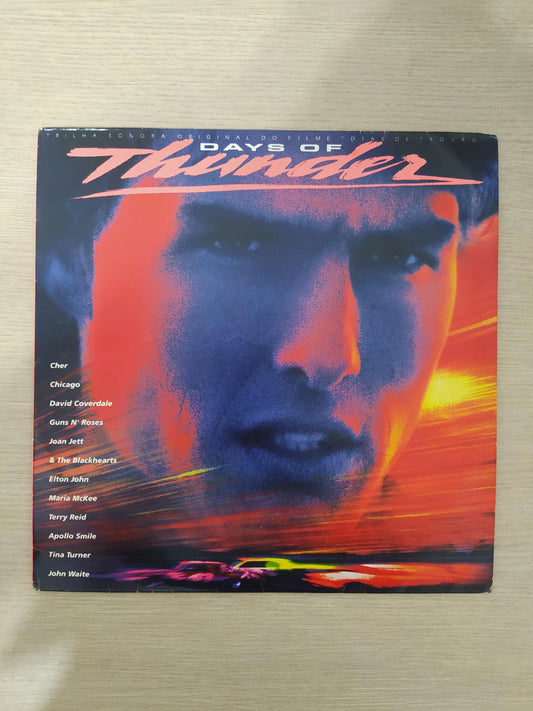 TRILHA SONORA ORIGINAL DO FILME "DIAS DE TROVÃO"
DAYS OF
Thunder
Cher
Chicago
David Coverdale
Guns N' Roses
Joan Jett
& The Blackhearts
Elton John
Maria McKee
Terry Reid
Apollo Smile
Tina Turner
John Waite